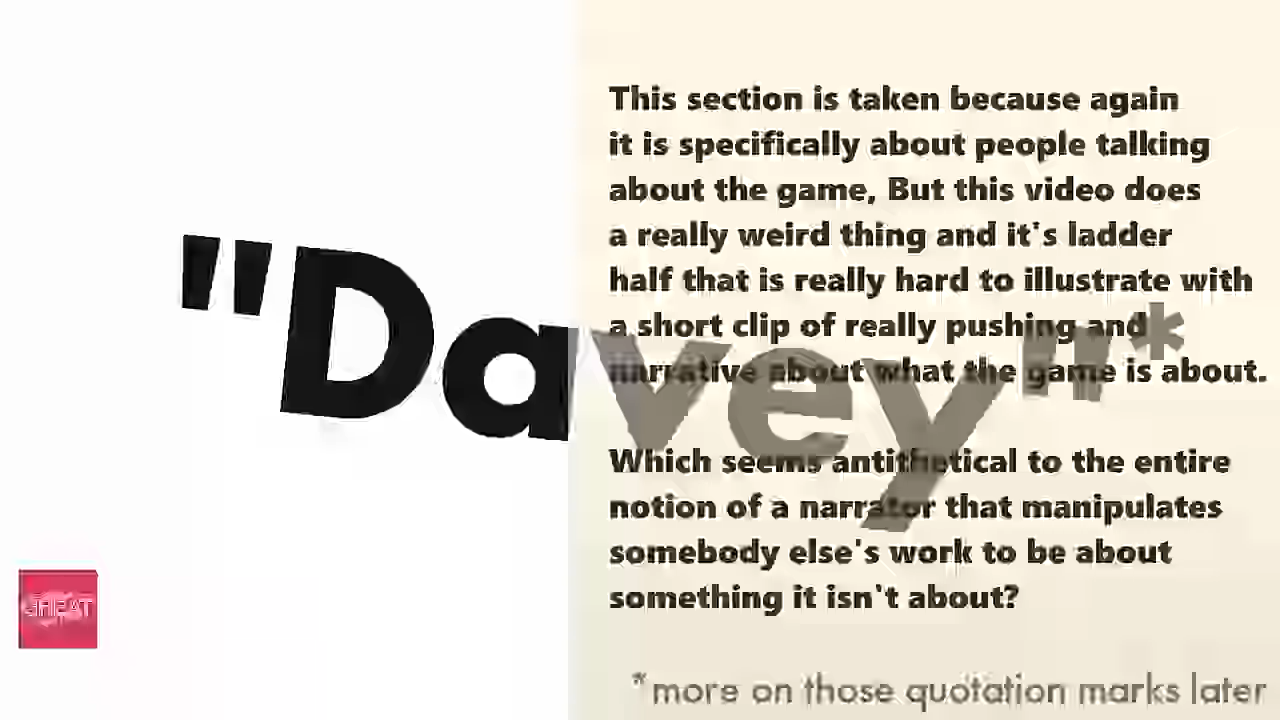 "Davey"*
This section is taken because again
it is specifically about people talking
about the game, But this video does
a really weird thing and it's ladder
half that is really hard to illustrate with
a short clip of really pushing and
narrative about what the game is about.
Which seems antithetical to the entire
notion of a narrator that manipulates
somebody else's work to be about
something it isn't about?
*more on those quotation marks later